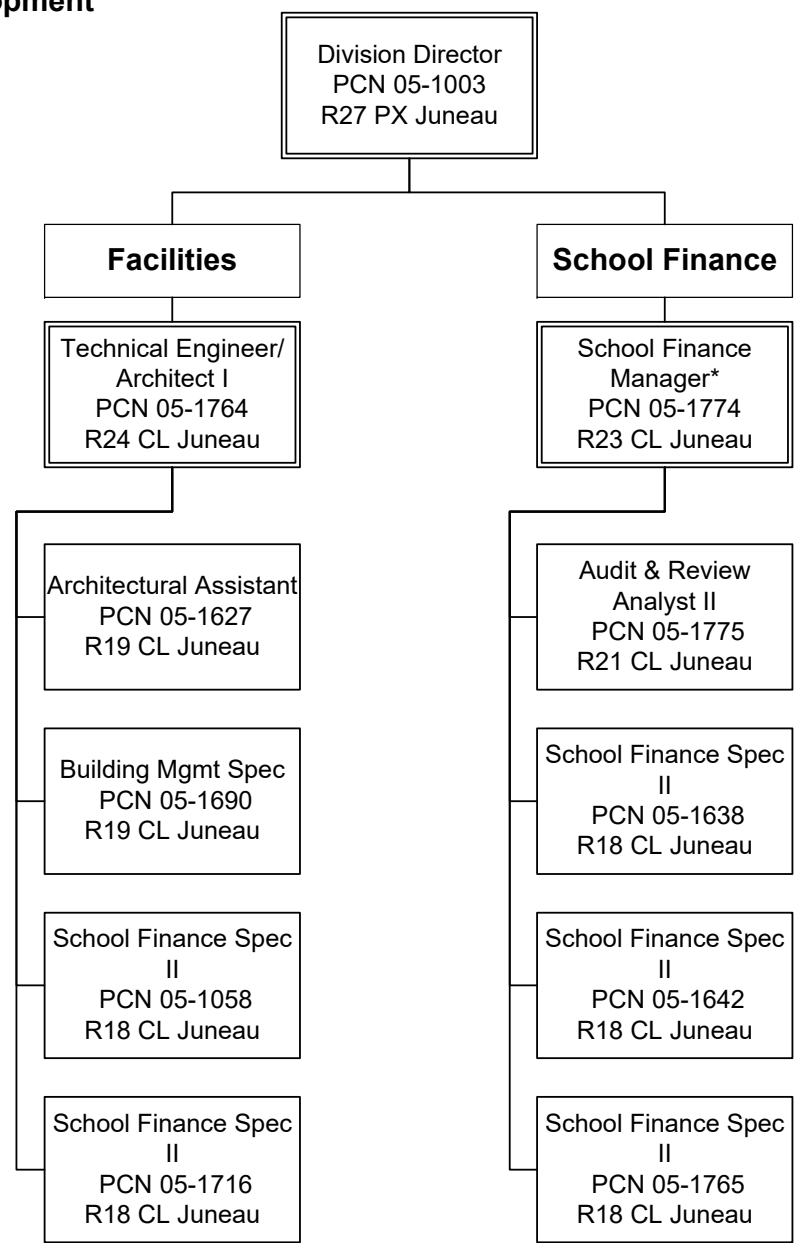 Division Director
PCN 05-1003
R27 PX Juneau
Facilities
Technical Engineer/
Architect I
PCN 05-1764
R24 CL Juneau
Architectural Assistant
PCN 05-1627
R19 CL Juneau
Building Mgmt Spec
PCN 05-1690
R19 CL Juneau
School Finance Spec
II
PCN 05-1058
R18 CL Juneau
School Finance Spec
II
PCN 05-1716
R18 CL Juneau
School Finance
School Finance
Manager*
PCN 05-1774
R23 CL Juneau
Audit & Review
Analyst II
PCN 05-1775
R21 CL Juneau
School Finance Spec
II
PCN 05-1638
R18 CL Juneau
School Finance Spec
II
PCN 05-1642
R18 CL Juneau
School Finance Spec
II
PCN 05-1765
R18 CL Juneau